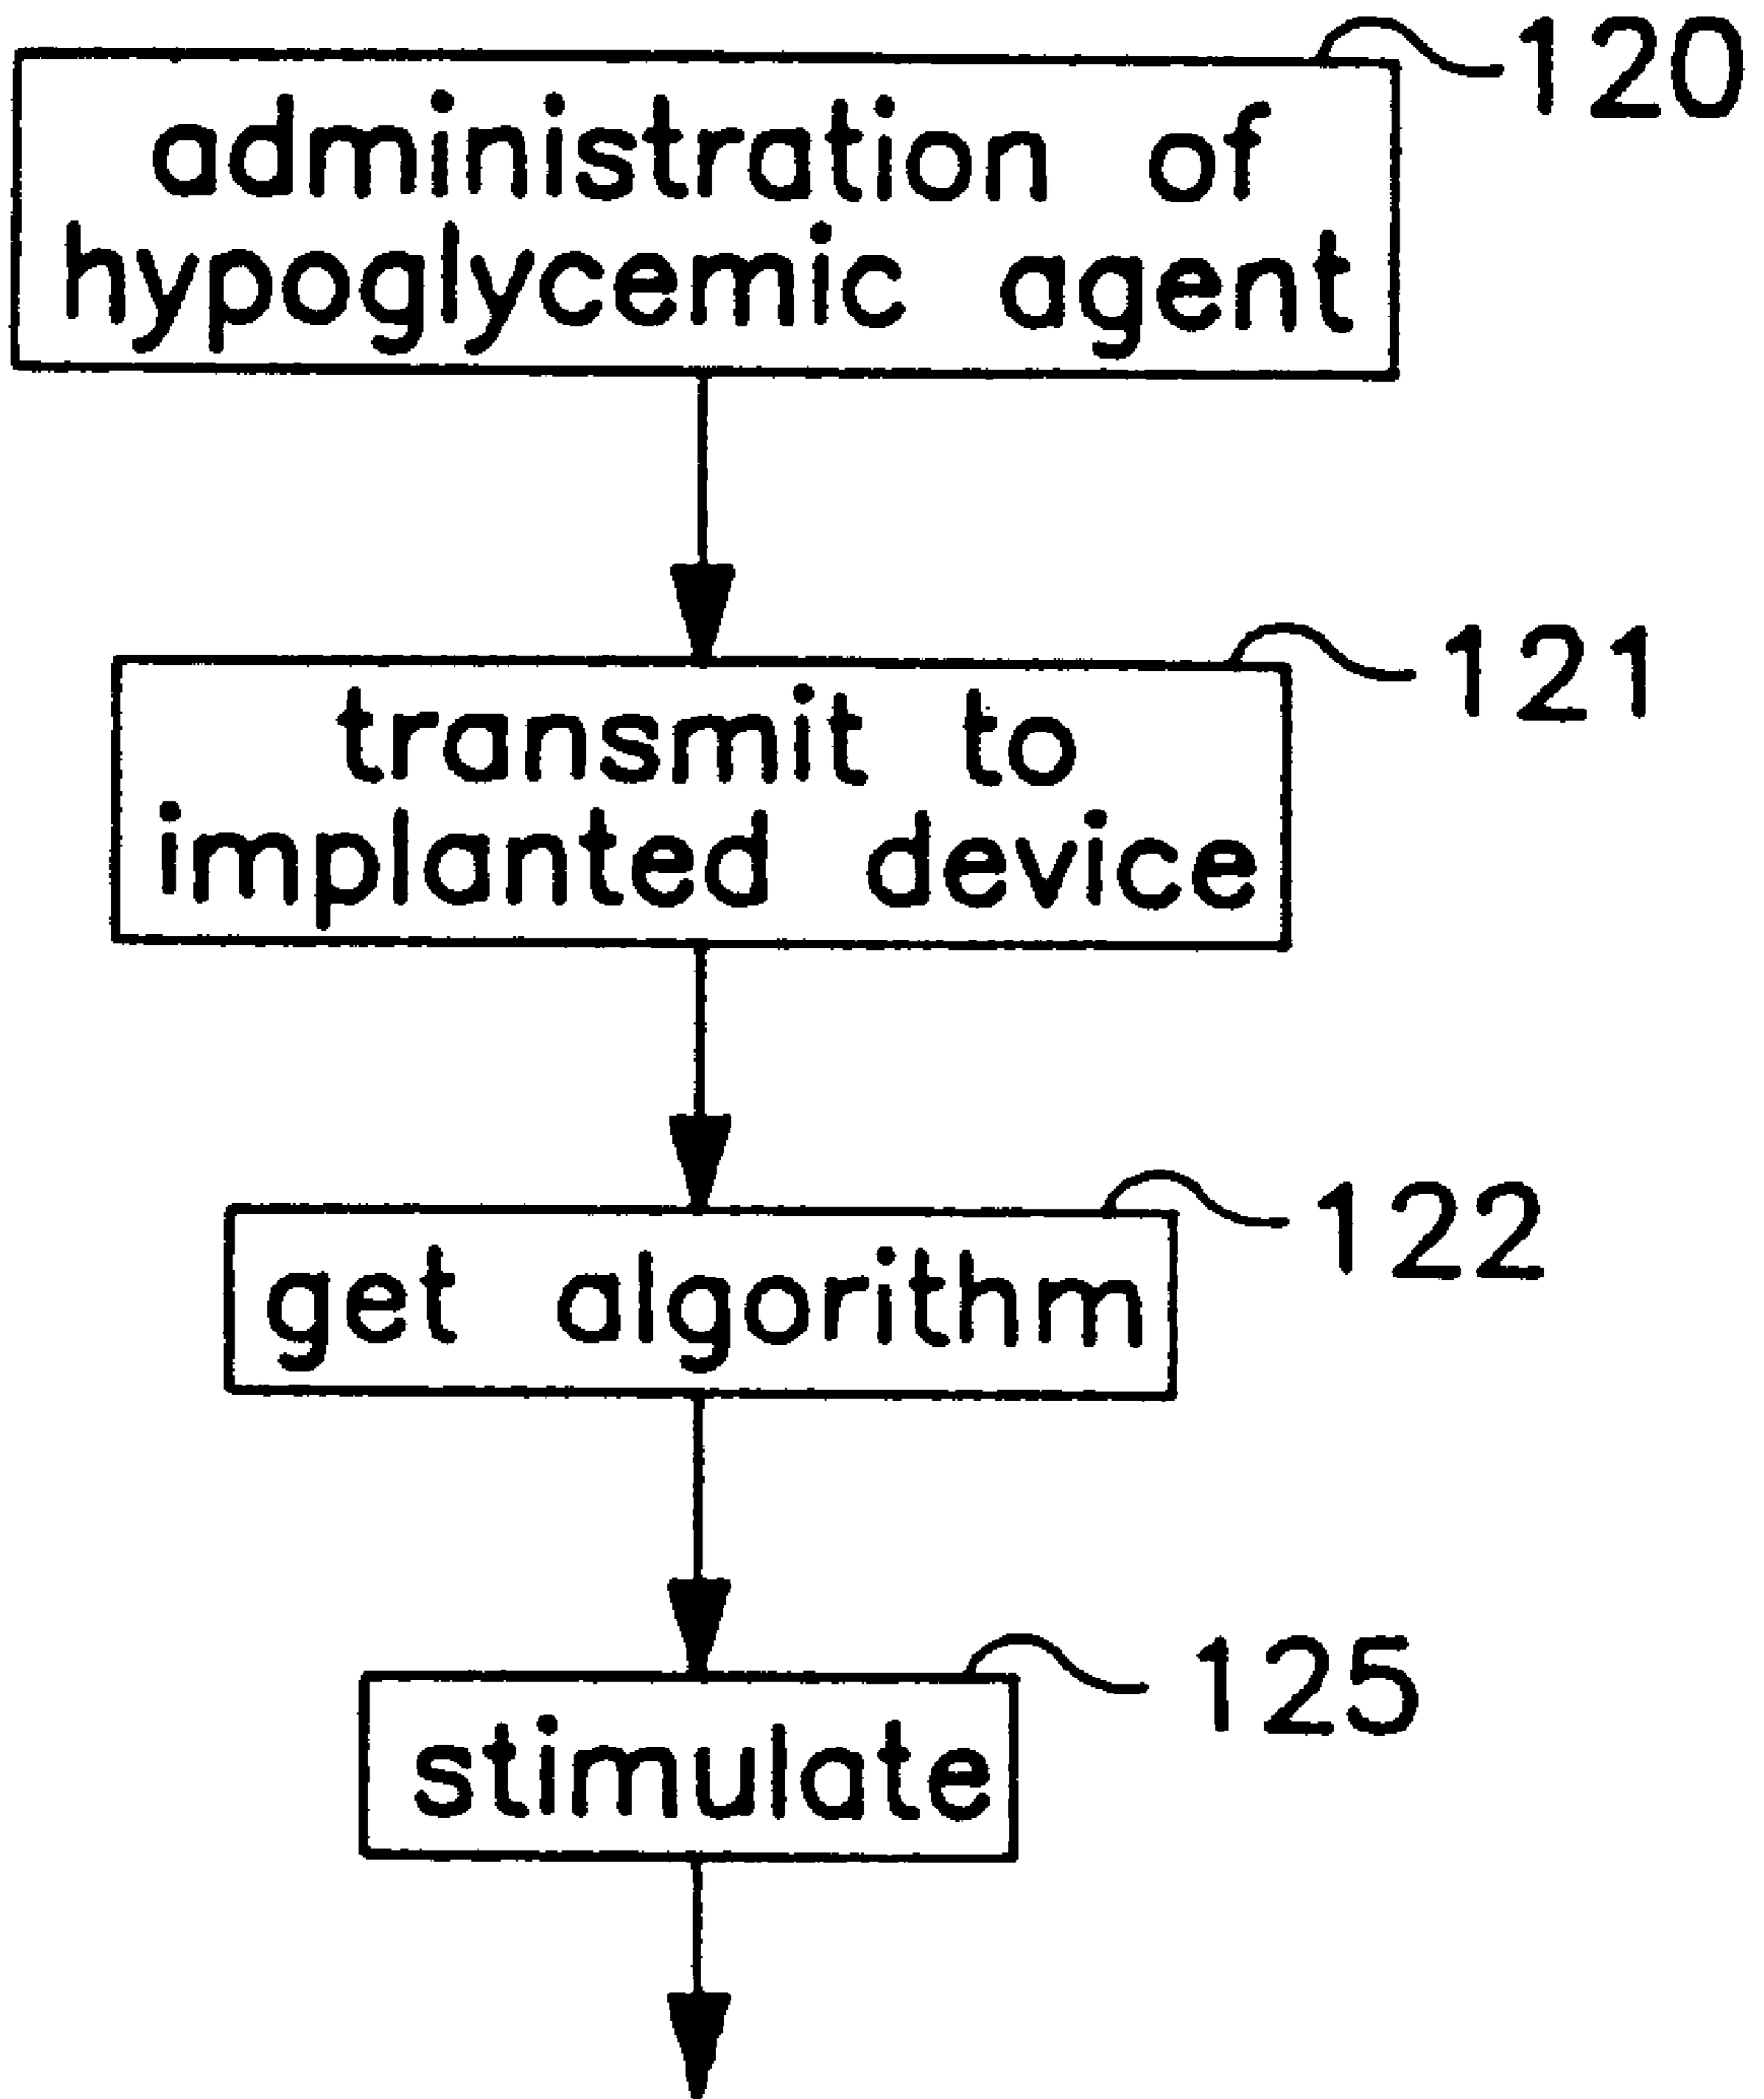 120
administration of
hypoglycemic agent
121
transmit to
implanted device
122
get algorithm
125
stimulate